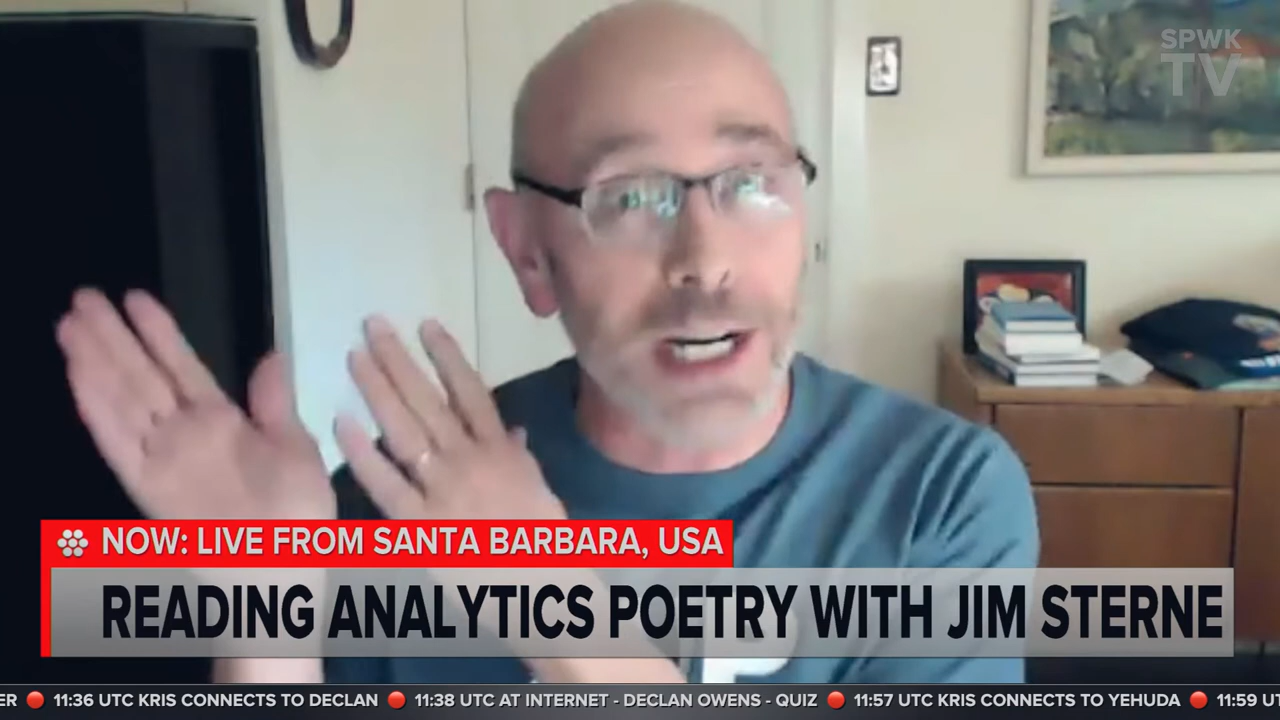 SPWK
TV
NOW: LIVE FROM SANTA BARBARA, USA
READING ANALYTICS POETRY WITH JIM STERNE
ER 🔴 11:36 UTC KRIS CONNECTS TO DECLAN 🔴 11:38 UTC AT INTERNET - DECLAN OWENS - QUIZ 🔴 11:57 UTC KRIS CONNECTS TO YEHUDA 🔴 11:59 UT